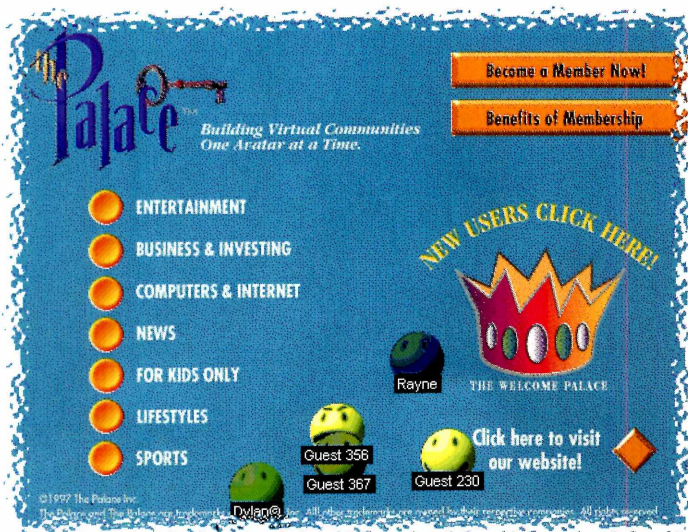 the
Palace™
Building Virtual Communities
One Avatar at a Time.
Become a Member Now!
Benefits of Membership
ENTERTAINMENT
BUSINESS & INVESTING
COMPUTERS & INTERNET
NEWS
FOR KIDS ONLY
LIFESTYLES
SPORTS
NEW USERS CLICK HERE!
THE WELCOME PALACE
Rayne
Guest 356
Guest 367
Guest 230
Click here to visit
our website!
Dylan©
©1997 The Palace Inc.
The Palace and The Palace are trademarks Inc. All other trademarks are owned by their respective companies. All rights reserved